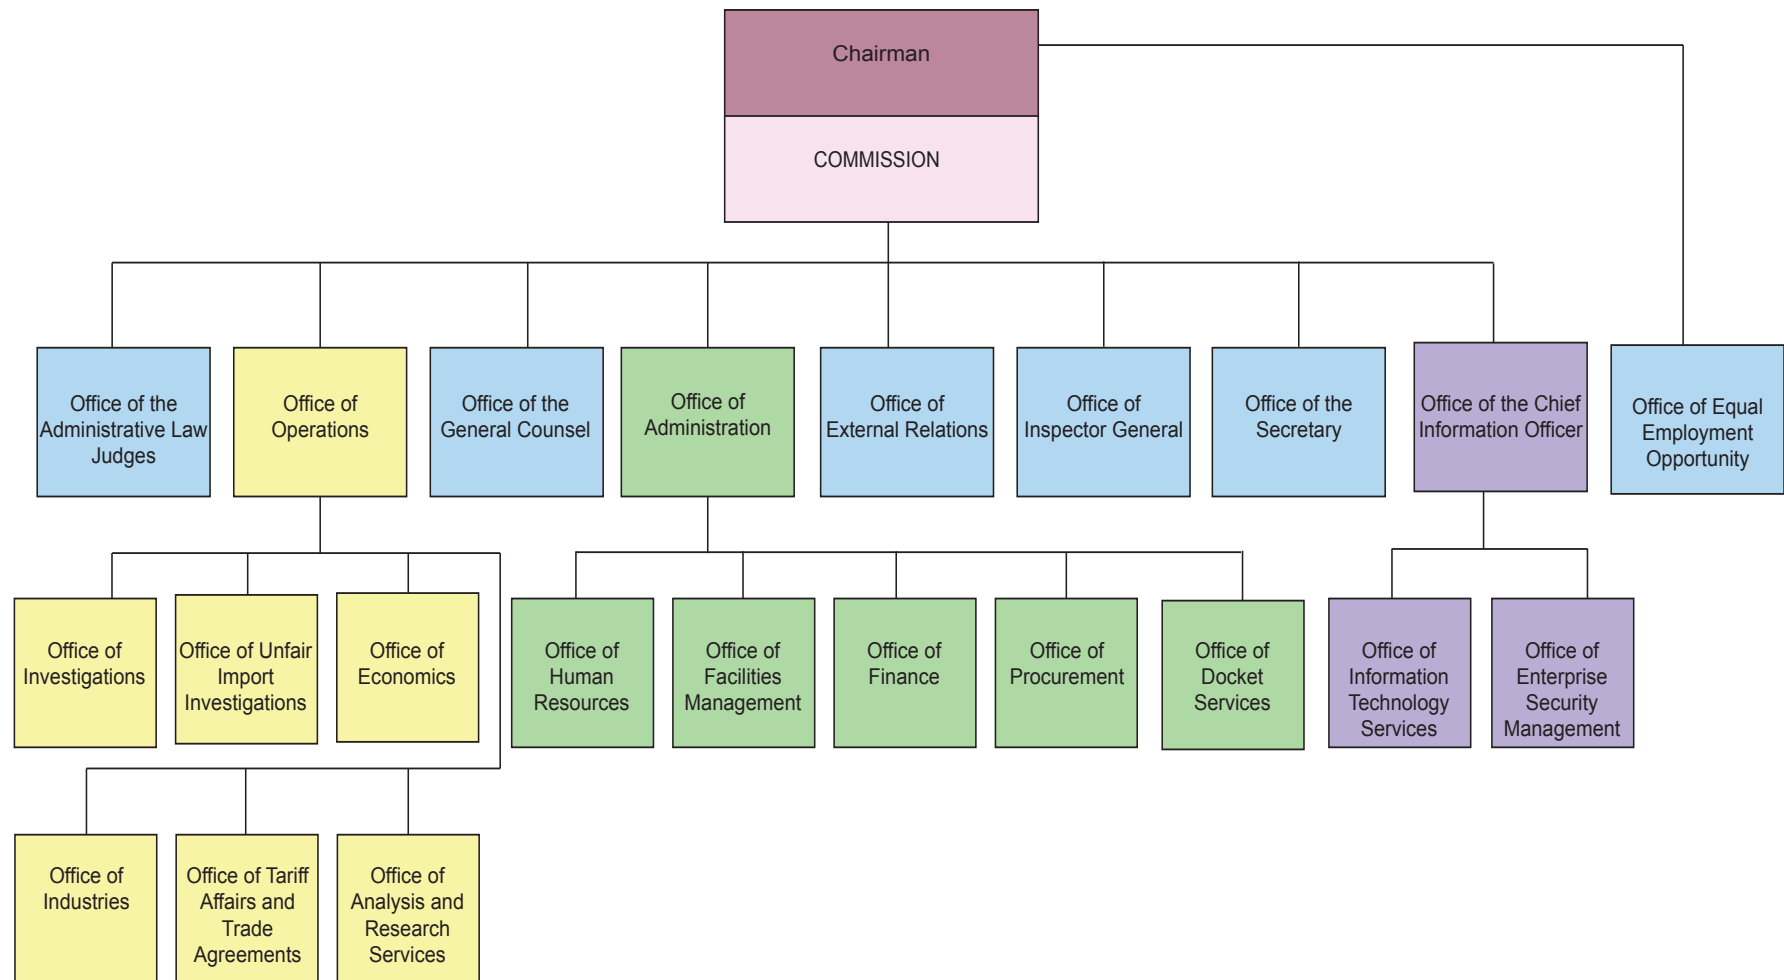 Chairman
COMMISSION
Office of the
Administrative Law
Judges
Office of
Operations
Office of the
General Counsel
Office of
Administration
Office of
External Relations
Office of
Inspector General
Office of the
Secretary
Office of the Chief
Information Officer
Office of Equal
Employment
Opportunity
Office of
Investigations
Office of Unfair
Import
Investigations
Office of
Economics
Office of
Human
Resources
Office of
Facilities
Management
Office of
Finance
Office of
Procurement
Office of
Docket
Services
Office of
Information
Technology
Services
Office of
Enterprise
Security
Management
Office of
Industries
Office of Tariff
Affairs and
Trade
Agreements
Office of
Analysis and
Research
Services